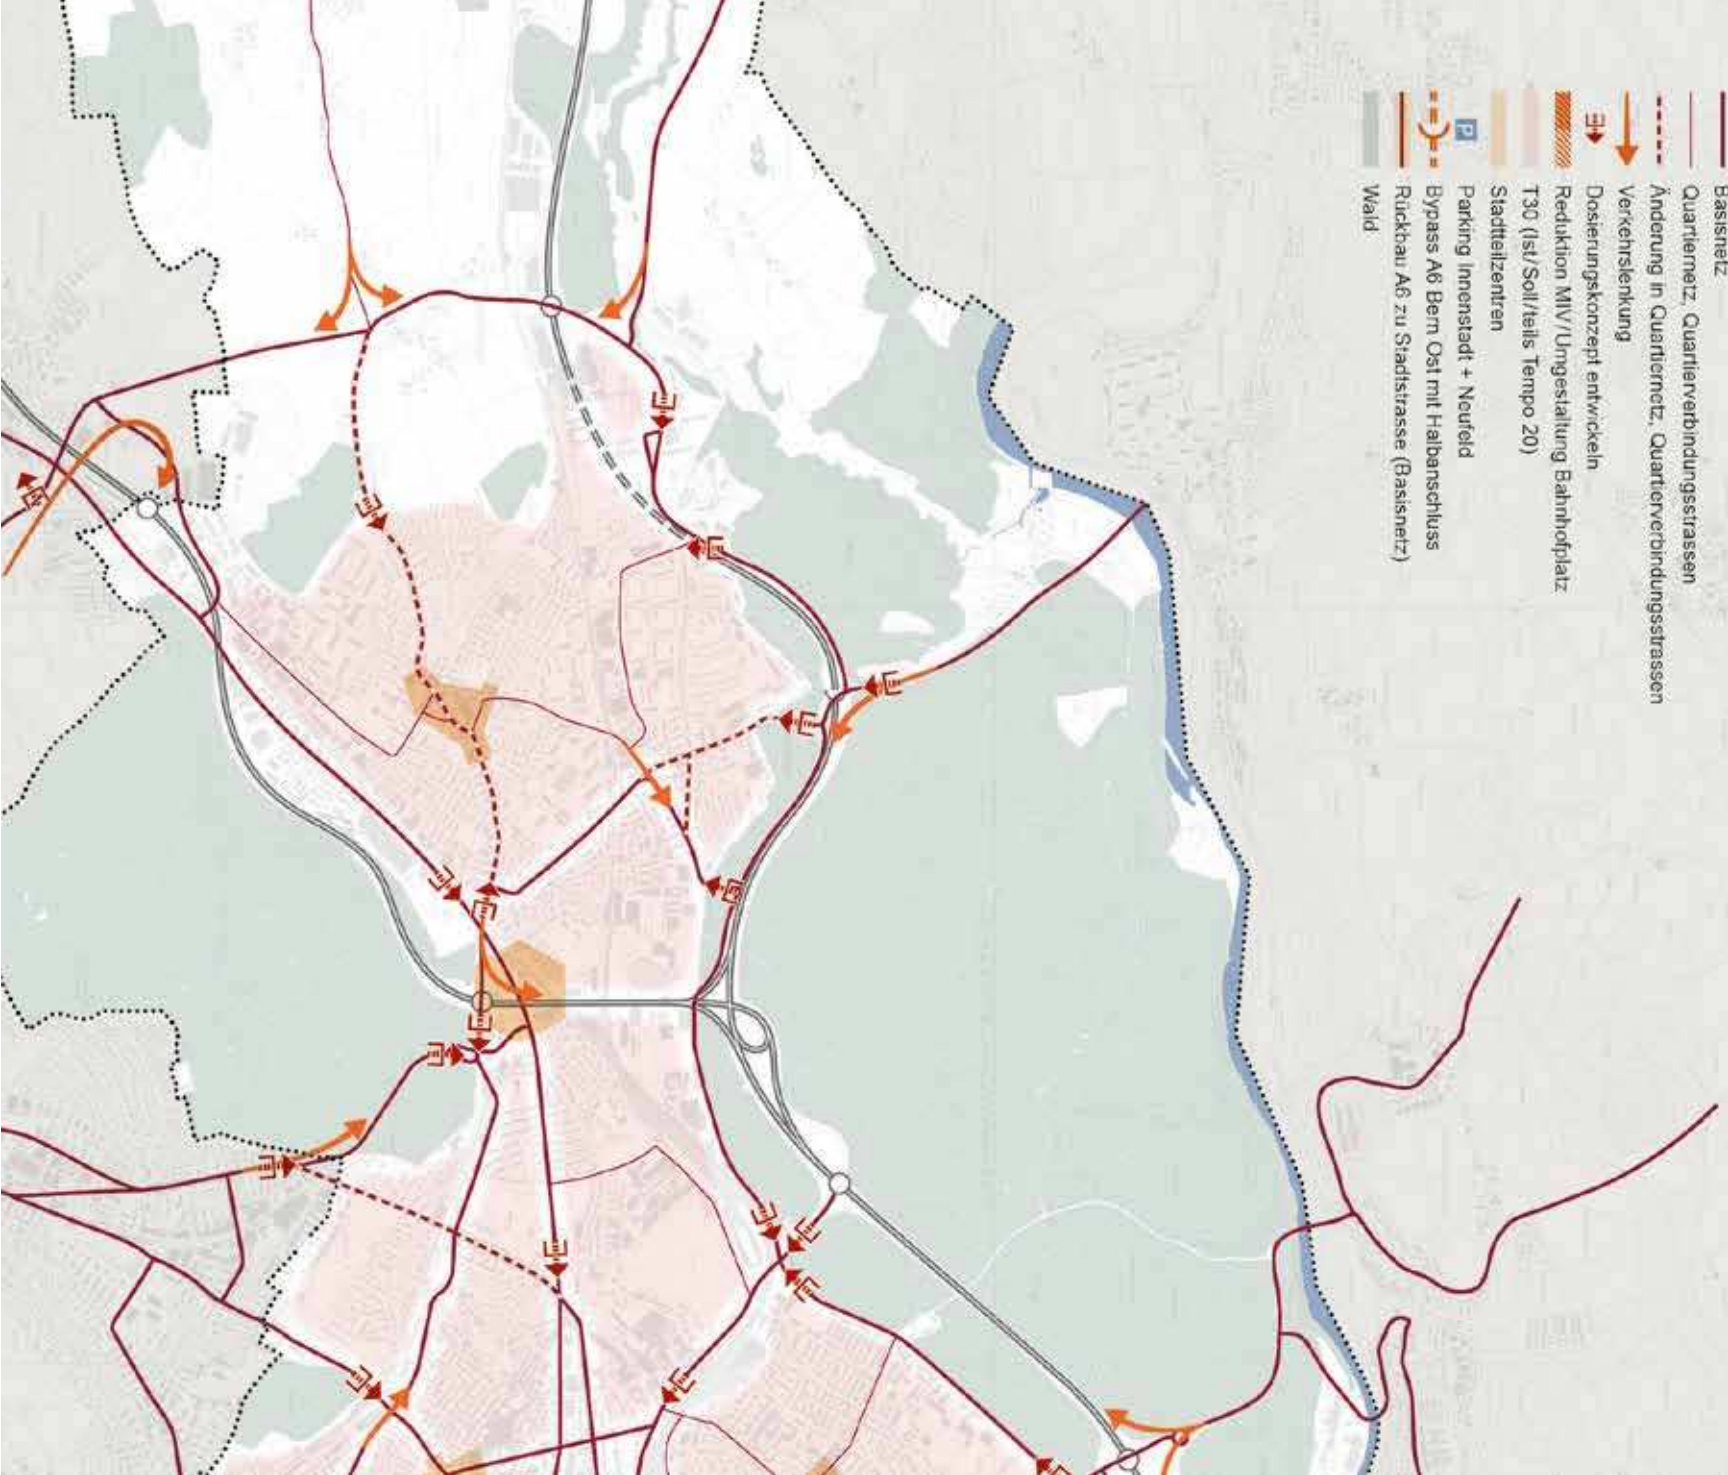 Basisnetz
Quartiernetz, Quartierverbindungsstrassen
Änderung in Quartiernetz, Quartierverbindungsstrassen
Verkehrslenkung
Dosierungskonzept entwickeln
Reduktion MIV/Umgestaltung Bahnhofplatz
T30 (Ist/Soll/teils Tempo 20)
Stadtteilzentren
P Parking Innenstadt + Neufeld
Bypass A6 Bern Ost mit Halbanschluss
Rückbau A6 zu Stadtstrasse (Basisnetz)
Wald